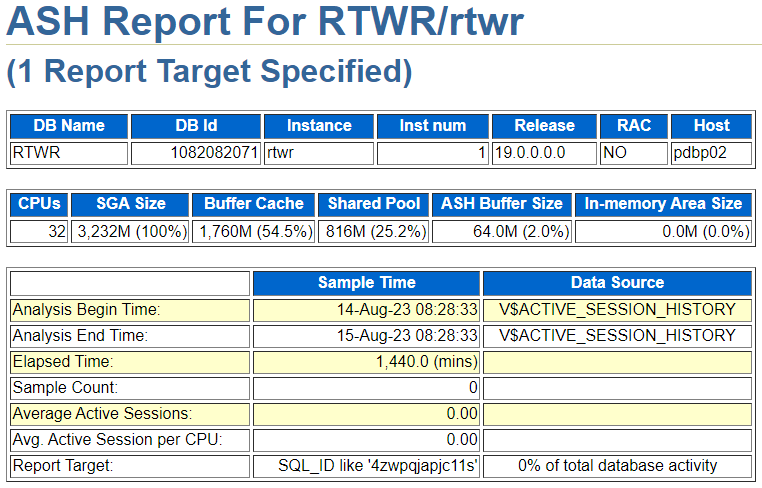 ASH Report For RTWR/rtwr
(1 Report Target Specified)
DB Name DB Id Instance Inst num Release RAC Host
RTWR 1082082071 rtwr 1 19.0.0.0.0 NO pdbp02
CPUs SGA Size Buffer Cache Shared Pool ASH Buffer Size In-memory Area Size
32 3,232M (100%) 1,760M (54.5%) 816M (25.2%) 64.0M (2.0%) 0.0M (0.0%)
Sample Time Data Source
Analysis Begin Time: 14-Aug-23 08:28:33 V$ACTIVE_SESSION_HISTORY
Analysis End Time: 15-Aug-23 08:28:33 V$ACTIVE_SESSION_HISTORY
Elapsed Time: 1,440.0 (mins)
Sample Count: 0
Average Active Sessions: 0.00
Avg. Active Session per CPU: 0.00
Report Target: SQL_ID like '4zwpqjapjc11s' 0% of total database activity